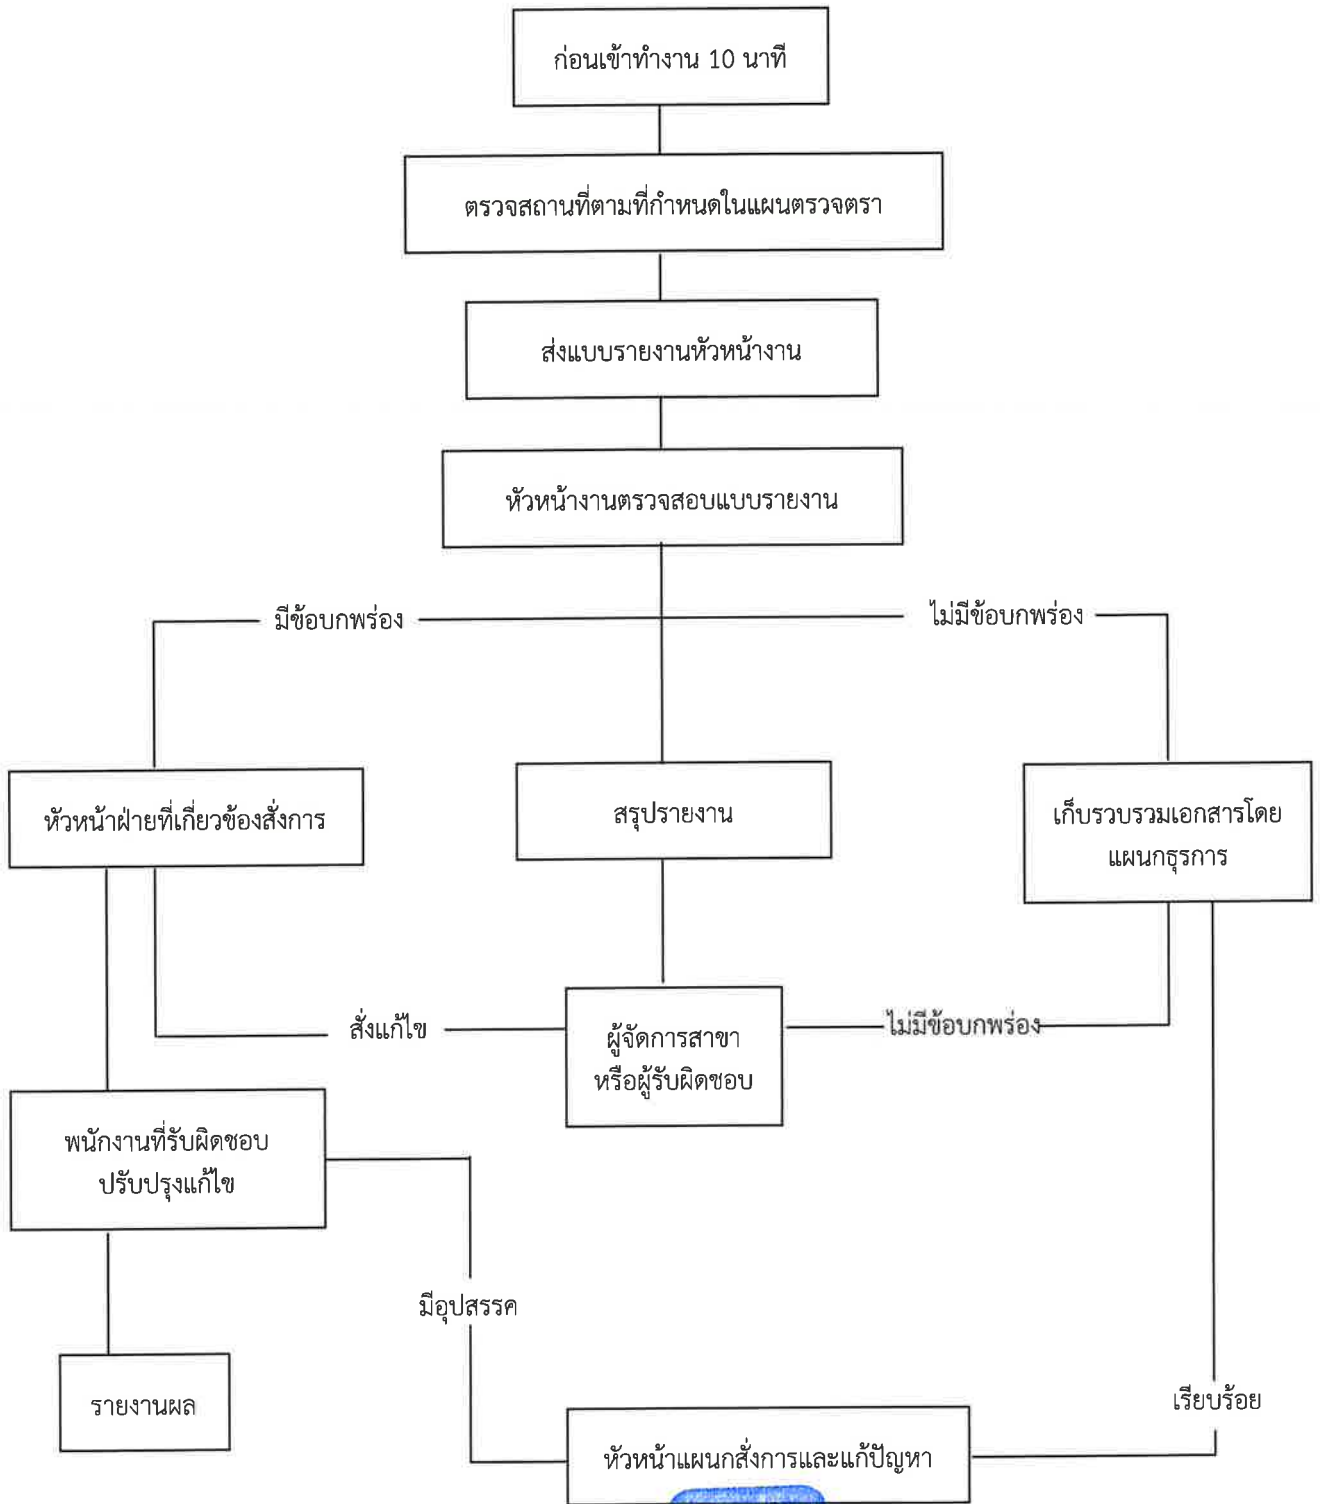 ก่อนเข้าทำงาน 10 นาที
ตรวจสถานที่ตามที่กำหนดในแผนตรวจตรา
ส่งแบบรายงานหัวหน้างาน
หัวหน้างานตรวจสอบแบบรายงาน
มีข้อบกพร่อง
ไม่มีข้อบกพร่อง
หัวหน้าฝ่ายที่เกี่ยวข้องสั่งการ
สรุปรายงาน
เก็บรวบรวมเอกสารโดย
แผนกธุรการ
สั่งแก้ไข
ผู้จัดการสาขา
หรือผู้รับผิดชอบ
ไม่มีข้อบกพร่อง
พนักงานที่รับผิดชอบ
ปรับปรุงแก้ไข
มีอุปสรรค
รายงานผล
เรียบร้อย
หัวหน้าแผนกสั่งการและแก้ปัญหา